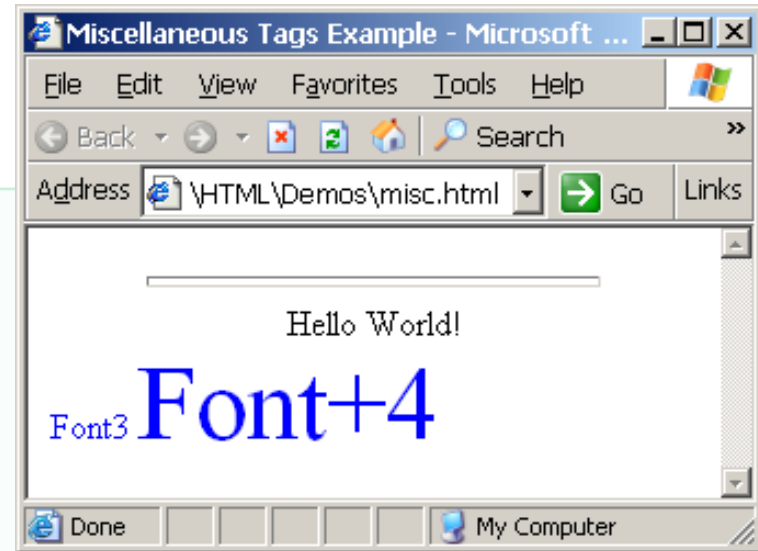 Miscellaneous Tags Example - Microsoft ...
File Edit View Favorites Tools Help
Back Search »
Address \HTML\Demos\misc.html Go Links
Hello World!
Font3 Font+4
Done My Computer